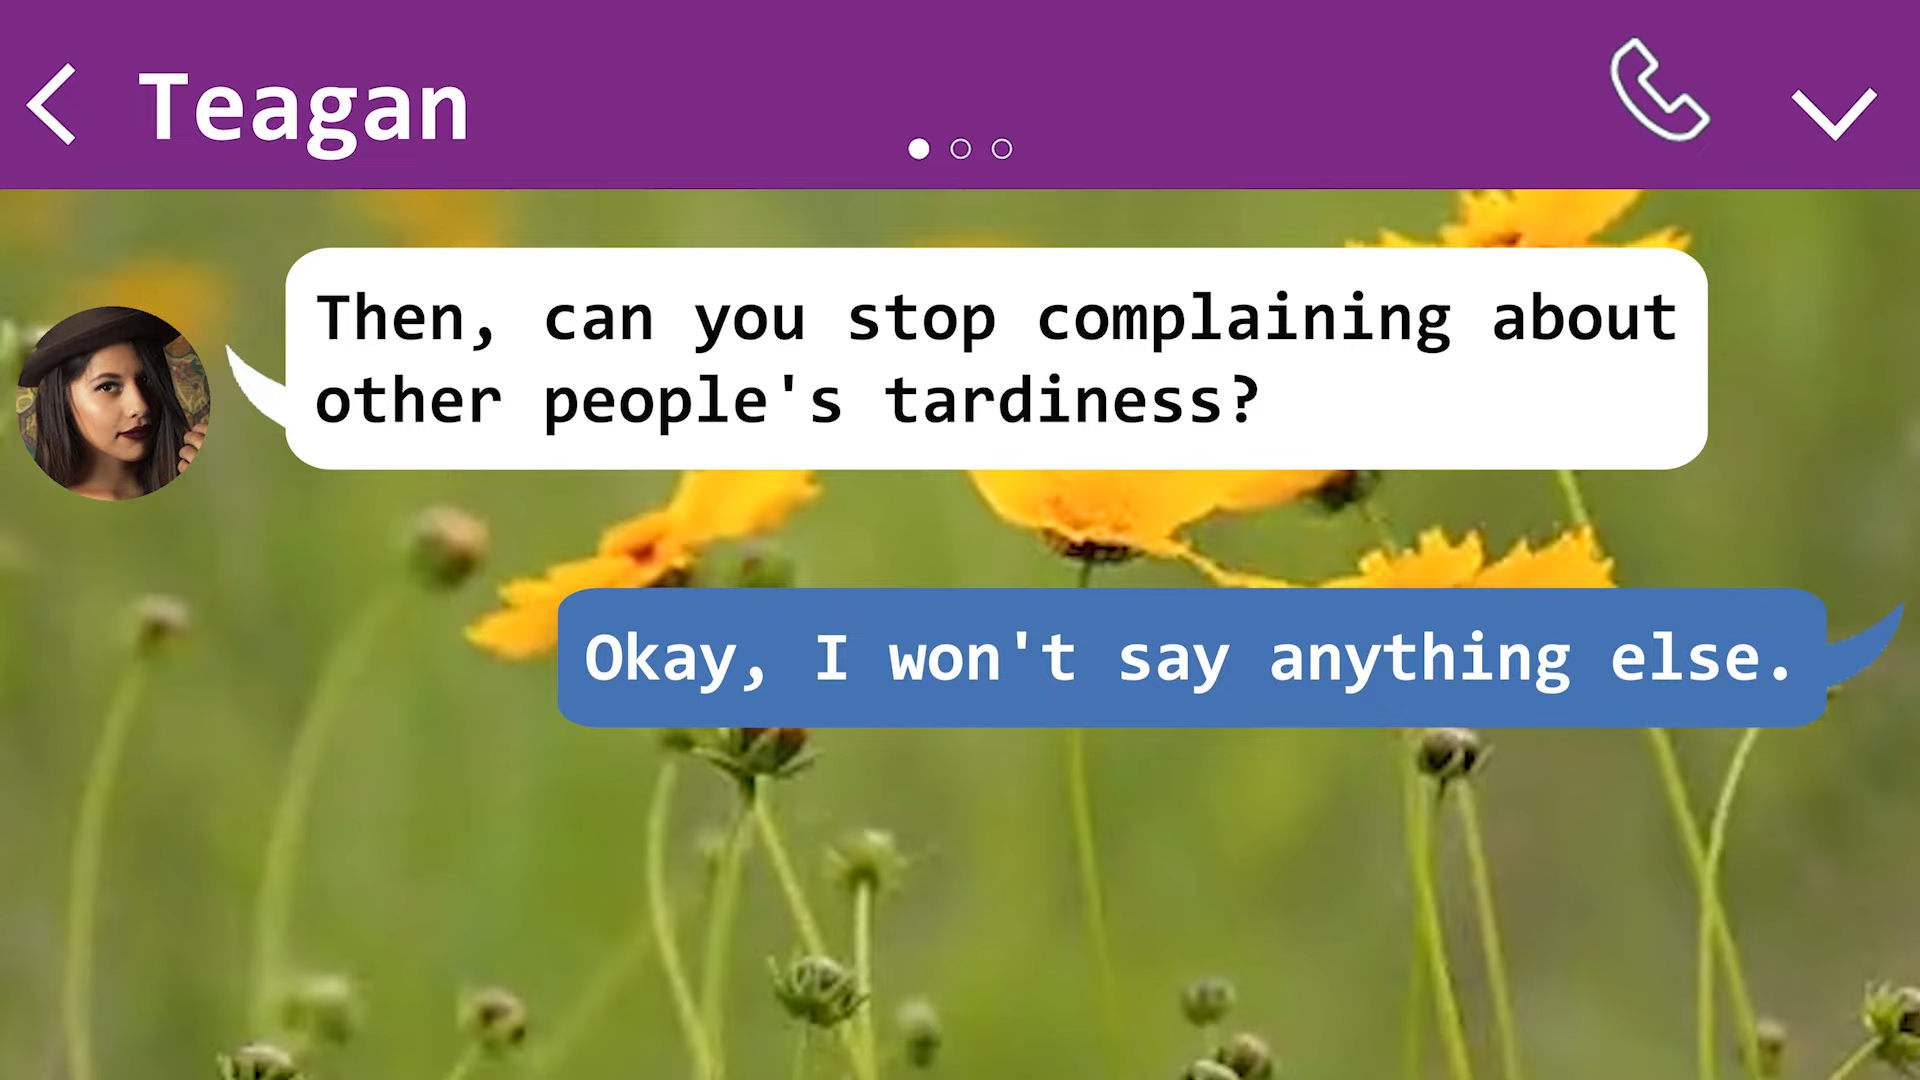 Teagan
Then, can you stop complaining about
other people's tardiness?
Okay, I won't say anything else.